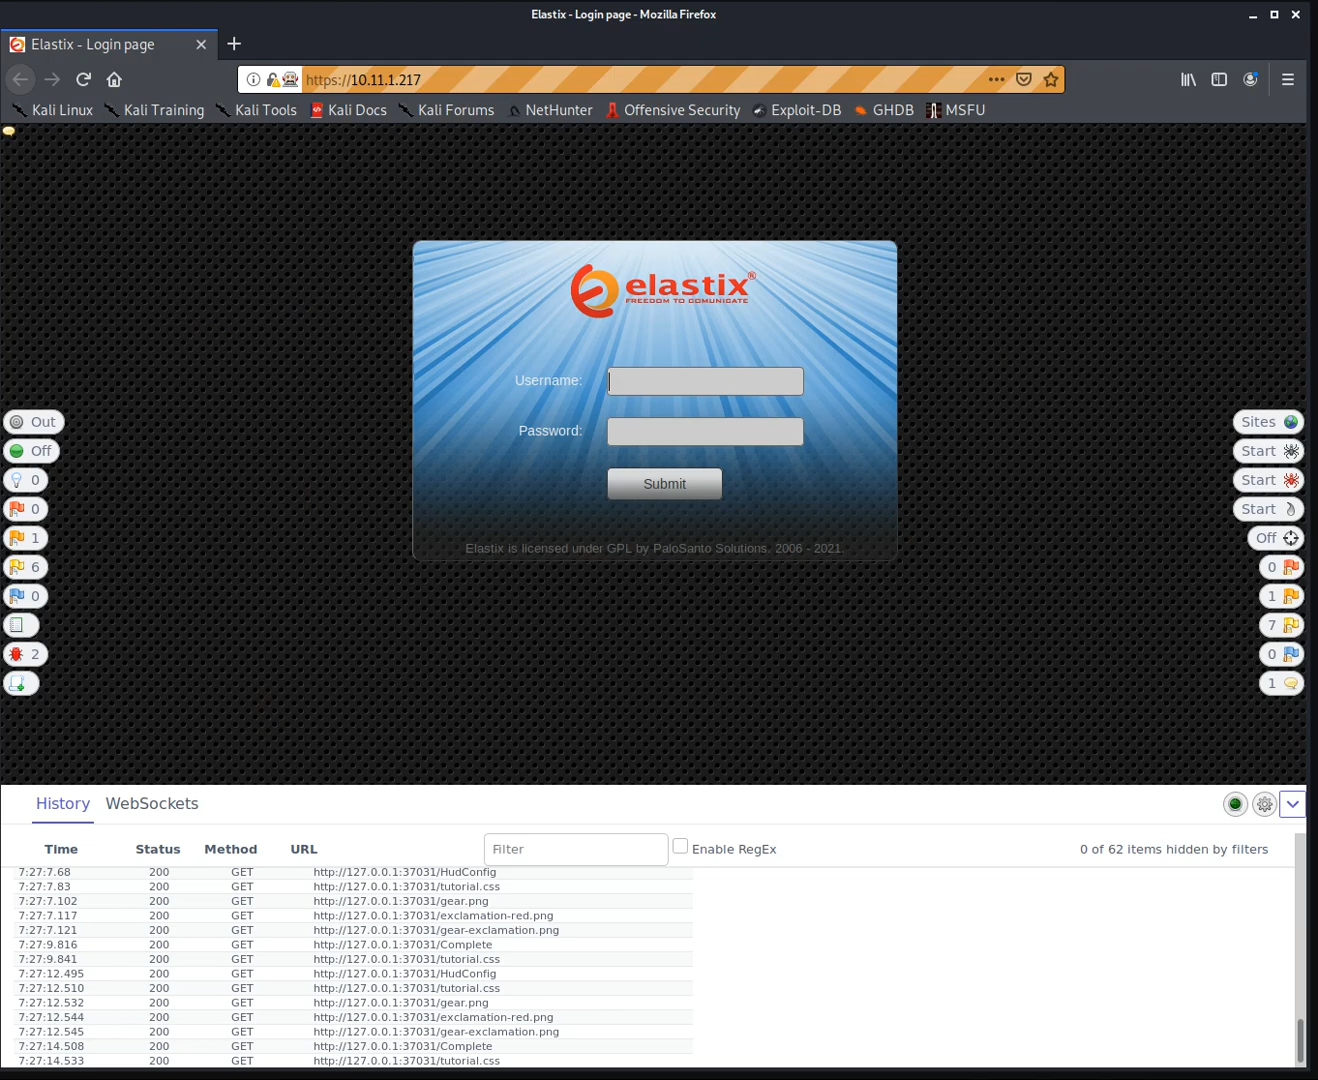 Elastix - Login page - Mozilla Firefox
Elastix - Login page
https://10.11.1.217
Kali Linux Kali Training Kali Tools Kali Docs Kali Forums NetHunter Offensive Security Exploit-DB GHDB MSFU
elastix®
FREEDOM TO COMUNICATE
Username:
Password:
Submit
Elastix is licensed under GPL by PaloSanto Solutions. 2006 - 2021.
Out
Off
0
0
1
6
0
2
Sites
Start
Start
Start
Off
0
1
7
0
1
History WebSockets
Time Status Method URL Filter Enable RegEx 0 of 62 items hidden by filters
7:27:7.68 200 GET http://127.0.0.1:37031/HudConfig
7:27:7.83 200 GET http://127.0.0.1:37031/tutorial.css
7:27:7.102 200 GET http://127.0.0.1:37031/gear.png
7:27:7.117 200 GET http://127.0.0.1:37031/exclamation-red.png
7:27:7.121 200 GET http://127.0.0.1:37031/gear-exclamation.png
7:27:9.816 200 GET http://127.0.0.1:37031/Complete
7:27:9.841 200 GET http://127.0.0.1:37031/tutorial.css
7:27:12.495 200 GET http://127.0.0.1:37031/HudConfig
7:27:12.510 200 GET http://127.0.0.1:37031/tutorial.css
7:27:12.532 200 GET http://127.0.0.1:37031/gear.png
7:27:12.544 200 GET http://127.0.0.1:37031/exclamation-red.png
7:27:12.545 200 GET http://127.0.0.1:37031/gear-exclamation.png
7:27:14.508 200 GET http://127.0.0.1:37031/Complete
7:27:14.533 200 GET http://127.0.0.1:37031/tutorial.css